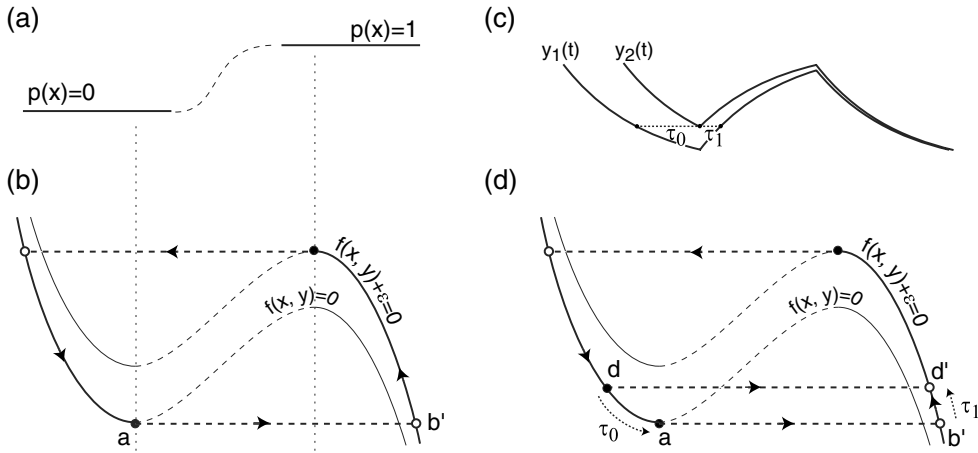 (a)
p(x)=1
p(x)=0
(b)
f(x, y)+ε=0
f(x, y)=0
a
b'
(c)
y₁(t)
y₂(t)
τ₀
τ₁
(d)
f(x, y)+ε=0
f(x, y)=0
d
d'
τ₀
τ₁
a
b'